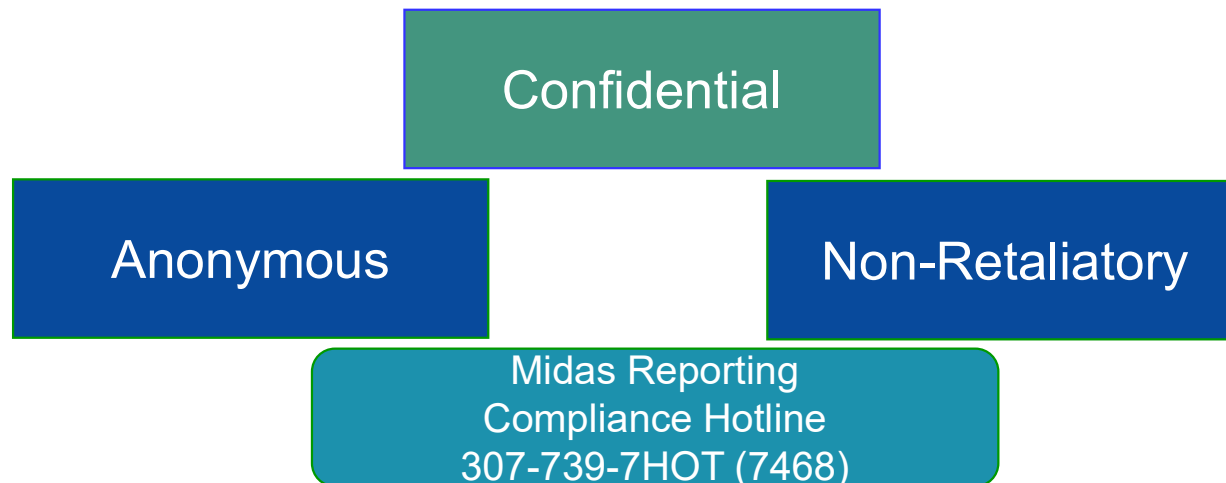 Confidential
Anonymous
Non-Retaliatory
Midas Reporting
Compliance Hotline
307-739-7HOT (7468)